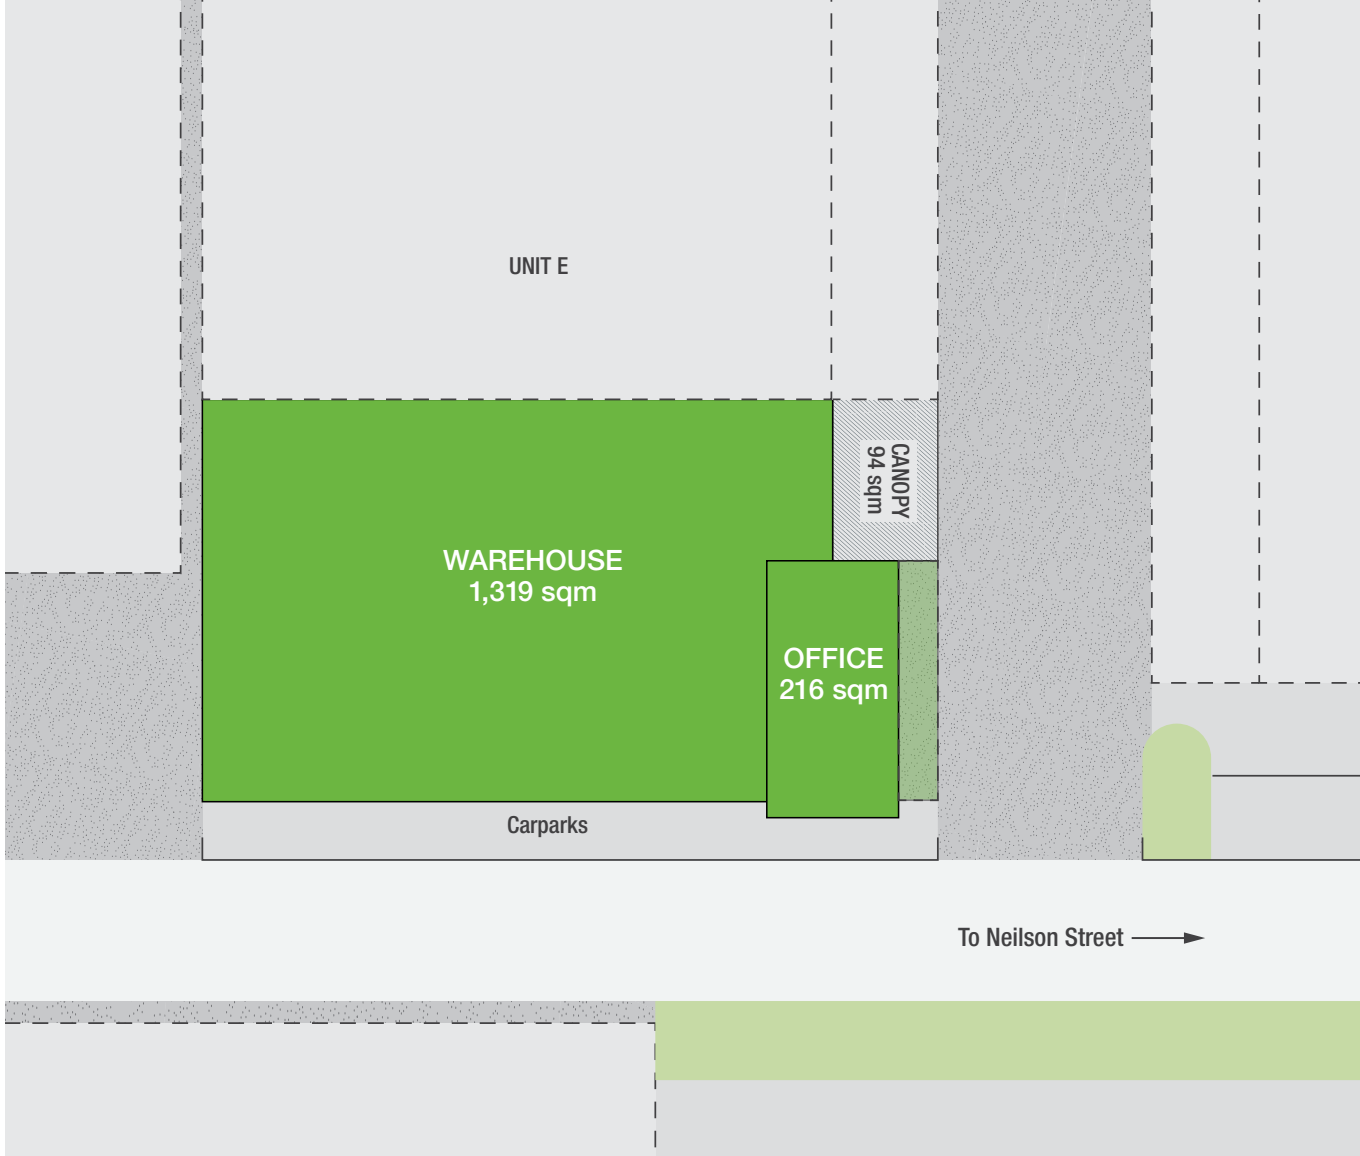 UNIT E
CANOPY
94 sqm
WAREHOUSE
1,319 sqm
OFFICE
216 sqm
Carparks
To Neilson Street